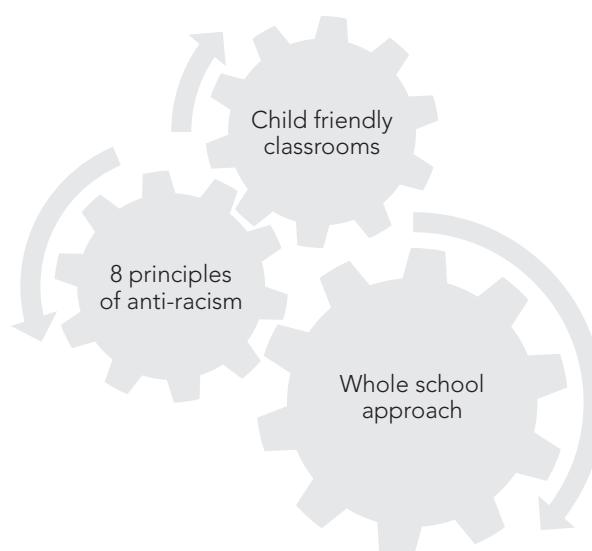 Child friendly
classrooms
8 principles
of anti-racism
Whole school
approach